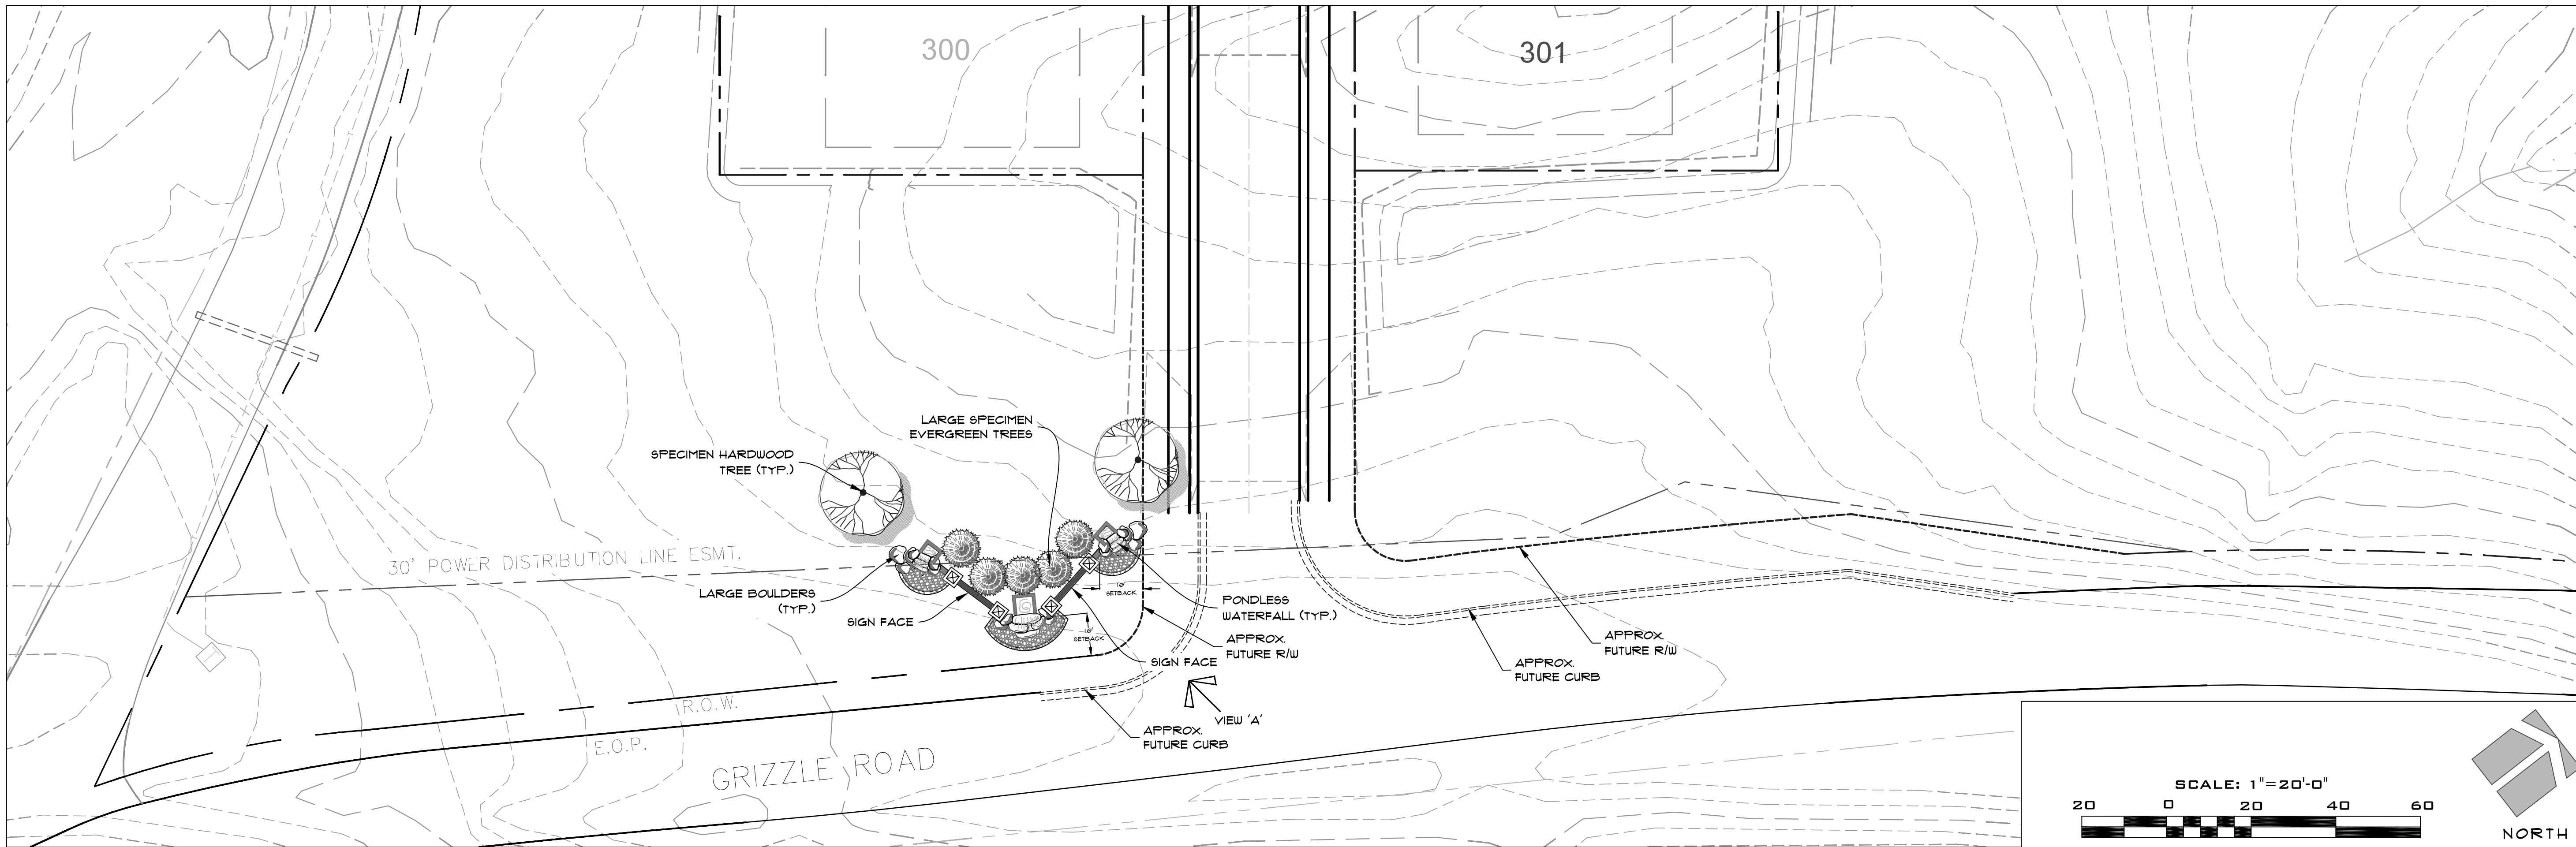 300
301
LARGE SPECIMEN
EVERGREEN TREES
SPECIMEN HARDWOOD
TREE (TYP.)
30' POWER DISTRIBUTION LINE ESMT.
LARGE BOULDERS
(TYP.)
SIGN FACE
10'
SETBACK
10'
SETBACK
PONDLESS
WATERFALL (TYP.)
APPROX.
FUTURE R/W
SIGN FACE
APPROX.
FUTURE R/W
APPROX.
FUTURE CURB
VIEW 'A'
APPROX.
FUTURE CURB
R.O.W.
E.O.P.
GRIZZLE ROAD
SCALE: 1"=20'-0"
20 0 20 40 60
NORTH